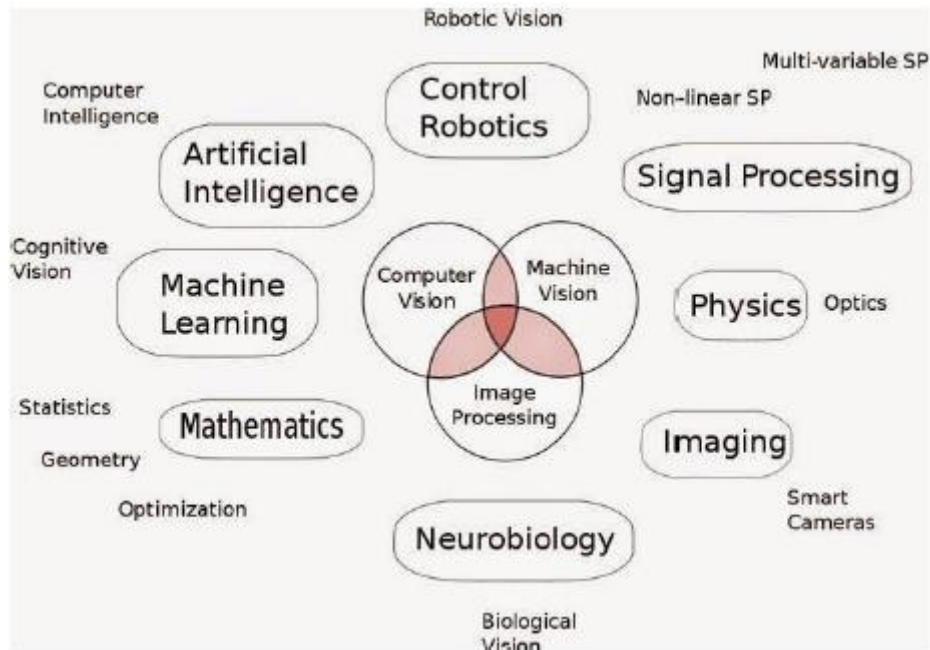 Robotic Vision
Multi-variable SP
Computer
Intelligence
Control
Robotics
Non-linear SP
Artificial
Intelligence
Signal Processing
Cognitive
Vision
Machine
Learning
Computer
Vision
Machine
Vision
Physics
Optics
Image
Processing
Statistics
Mathematics
Geometry
Imaging
Optimization
Smart
Cameras
Neurobiology
Biological
Vision